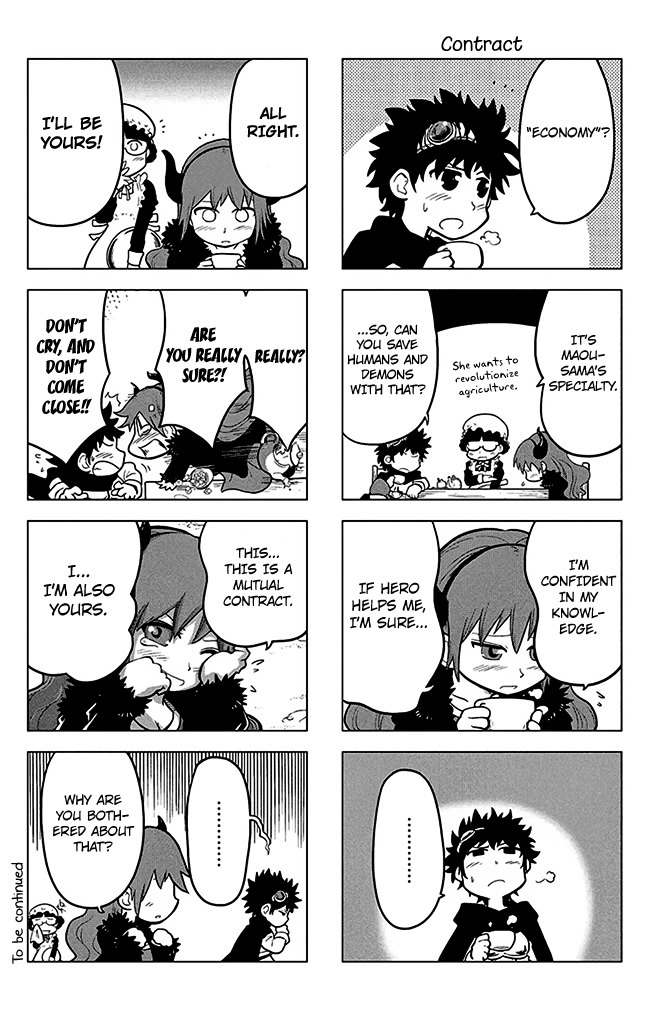 Contract
"ECONOMY"?
IT'S
MAOU-
SAMA'S
SPECIALTY.
She wants to
revolutionize
agriculture.
...SO, CAN
YOU SAVE
HUMANS AND
DEMONS
WITH THAT?
I'M
CONFIDENT
IN MY
KNOWL-
EDGE.
IF HERO
HELPS ME,
I'M SURE...
..........
ALL
RIGHT.
I'LL BE
YOURS!
REALLY?
ARE
YOU REALLY
SURE?!
DON'T
CRY, AND
DON'T
COME
CLOSE!!
THIS...
THIS IS A
MUTUAL
CONTRACT.
I...
I'M ALSO
YOURS.
..........
WHY ARE
YOU BOTH-
ERED ABOUT
THAT?
To be continued